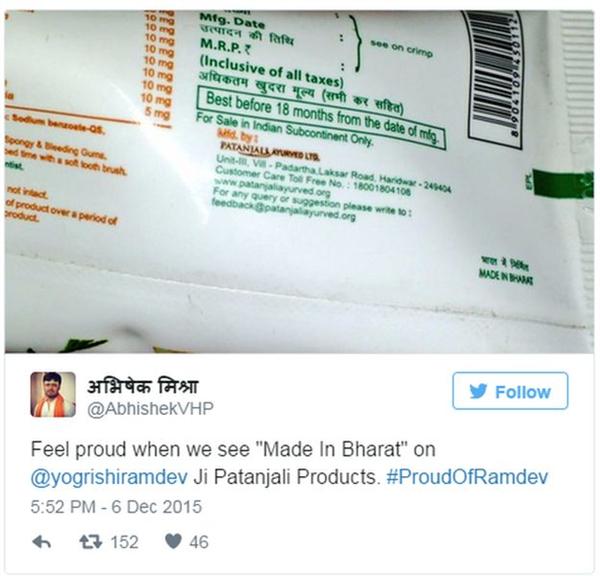 10 mg
10 mg
10 mg
10 mg
10 mg
10 mg
10 mg
5 mg
: Sodium benzoate-QS.
Spongy & Bleeding Gums,
bed time with a soft tooth brush.
ntist.
not intact.
of product over a period of
product.
Mfg. Date
उत्पादन की तिथि :
M.R.P. ₹ :
see on crimp
(Inclusive of all taxes)
अधिकतम खुदरा मूल्य (सभी कर सहित)
Best before 18 months from the date of mfg.
For Sale in Indian Subcontinent Only.
Mfd. by:
PATANJALI AYURVED LTD.
Unit-III, Vill - Padartha,Laksar Road, Haridwar - 249404
Customer Care Toll Free No. : 18001804108
www.patanjaliayurved.org
For any query or suggestion please write to :
feedback@patanjaliayurved.org
EPL
भारत में निर्मित
MADE IN BHARAT
अभिषेक मिश्रा
@AbhishekVHP
Follow
Feel proud when we see "Made In Bharat" on
@yogrishiramdev Ji Patanjali Products. #ProudOfRamdev
5:52 PM - 6 Dec 2015
152 46